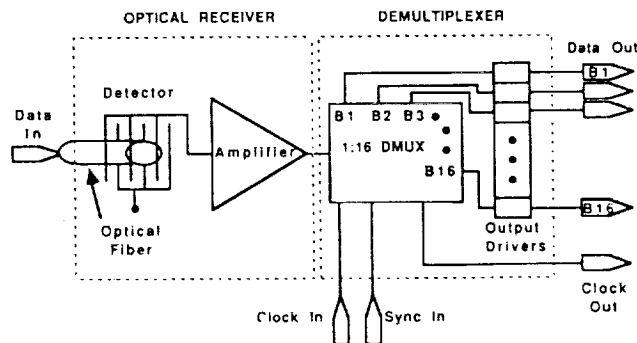 OPTICAL RECEIVER
DEMULTIPLEXER
Data Out
B1
Detector
Data
In
B1 B2 B3
Amplifier
1:16 DMUX
B16
B16
Optical
Fiber
Output
Drivers
Clock
Out
Clock In
Sync In